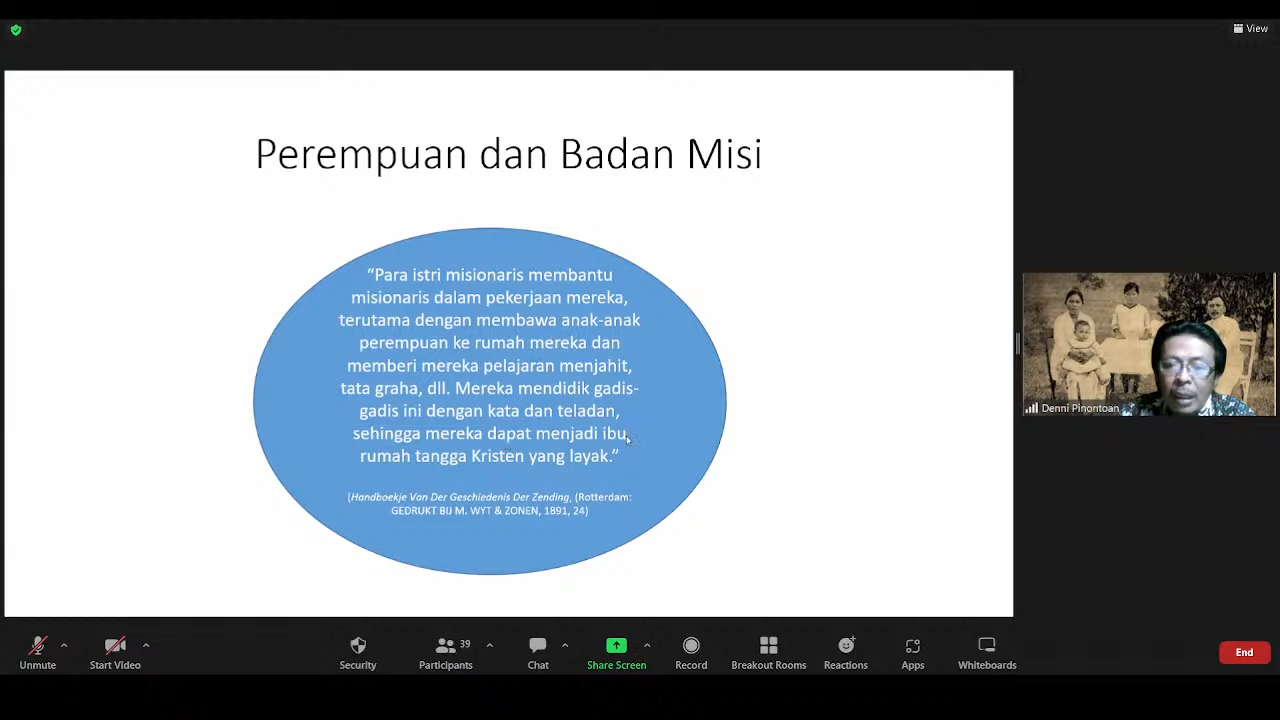 View
Perempuan dan Badan Misi
“Para istri misionaris membantu
misionaris dalam pekerjaan mereka,
terutama dengan membawa anak-anak
perempuan ke rumah mereka dan
memberi mereka pelajaran menjahit,
tata graha, dll. Mereka mendidik gadis-
gadis ini dengan kata dan teladan,
sehingga mereka dapat menjadi ibu
rumah tangga Kristen yang layak.”
(Handboekje Van Der Geschiedenis Der Zending, (Rotterdam:
GEDRUKT BIJ M. WYT & ZONEN, 1891, 24)
Denni Pinontoan
Unmute
Start Video
Security
Participants
39
Chat
Share Screen
Record
Breakout Rooms
Reactions
Apps
Whiteboards
End